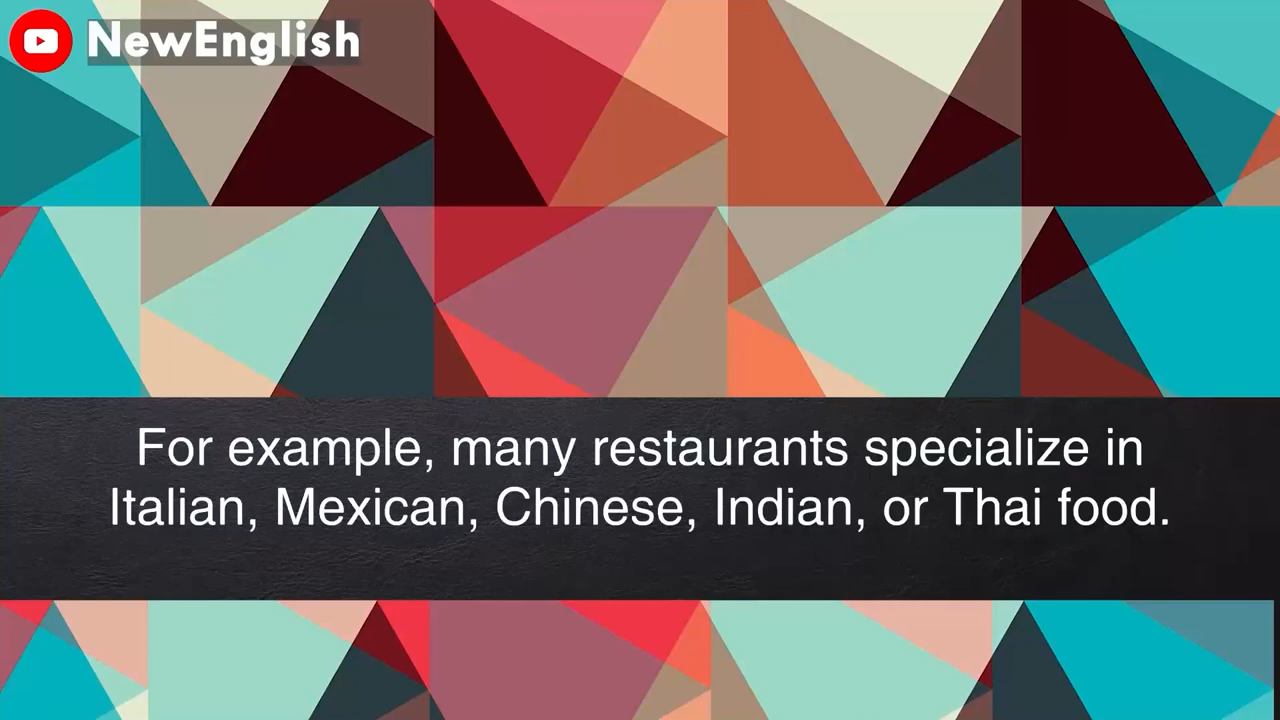 NewEnglish
For example, many restaurants specialize in
Italian, Mexican, Chinese, Indian, or Thai food.